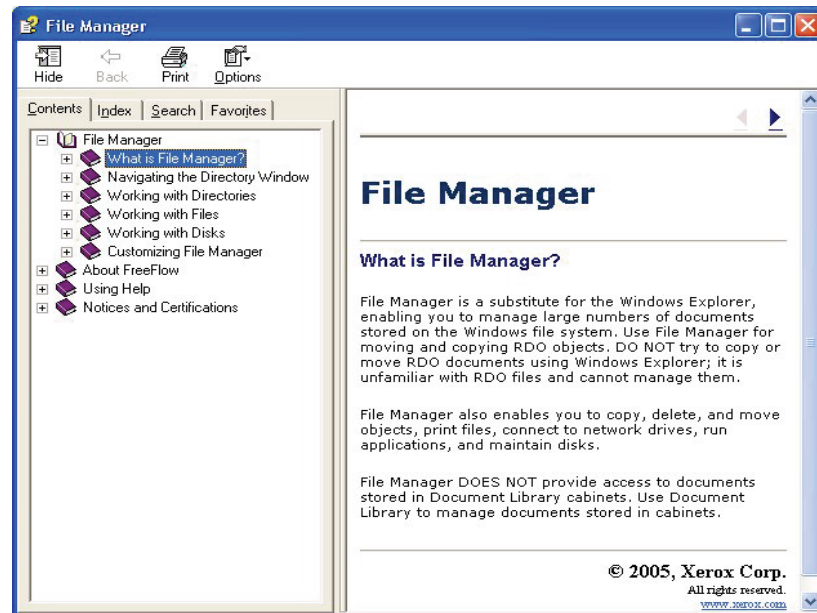 File Manager
Hide Back Print Options
Contents Index Search Favorites
File Manager
What is File Manager?
Navigating the Directory Window
Working with Directories
Working with Files
Working with Disks
Customizing File Manager
About FreeFlow
Using Help
Notices and Certifications
File Manager
What is File Manager?
File Manager is a substitute for the Windows Explorer,
enabling you to manage large numbers of documents
stored on the Windows file system. Use File Manager for
moving and copying RDO objects. DO NOT try to copy or
move RDO documents using Windows Explorer; it is
unfamiliar with RDO files and cannot manage them.
File Manager also enables you to copy, delete, and move
objects, print files, connect to network drives, run
applications, and maintain disks.
File Manager DOES NOT provide access to documents
stored in Document Library cabinets. Use Document
Library to manage documents stored in cabinets.
© 2005, Xerox Corp.
All rights reserved.
www.xerox.com